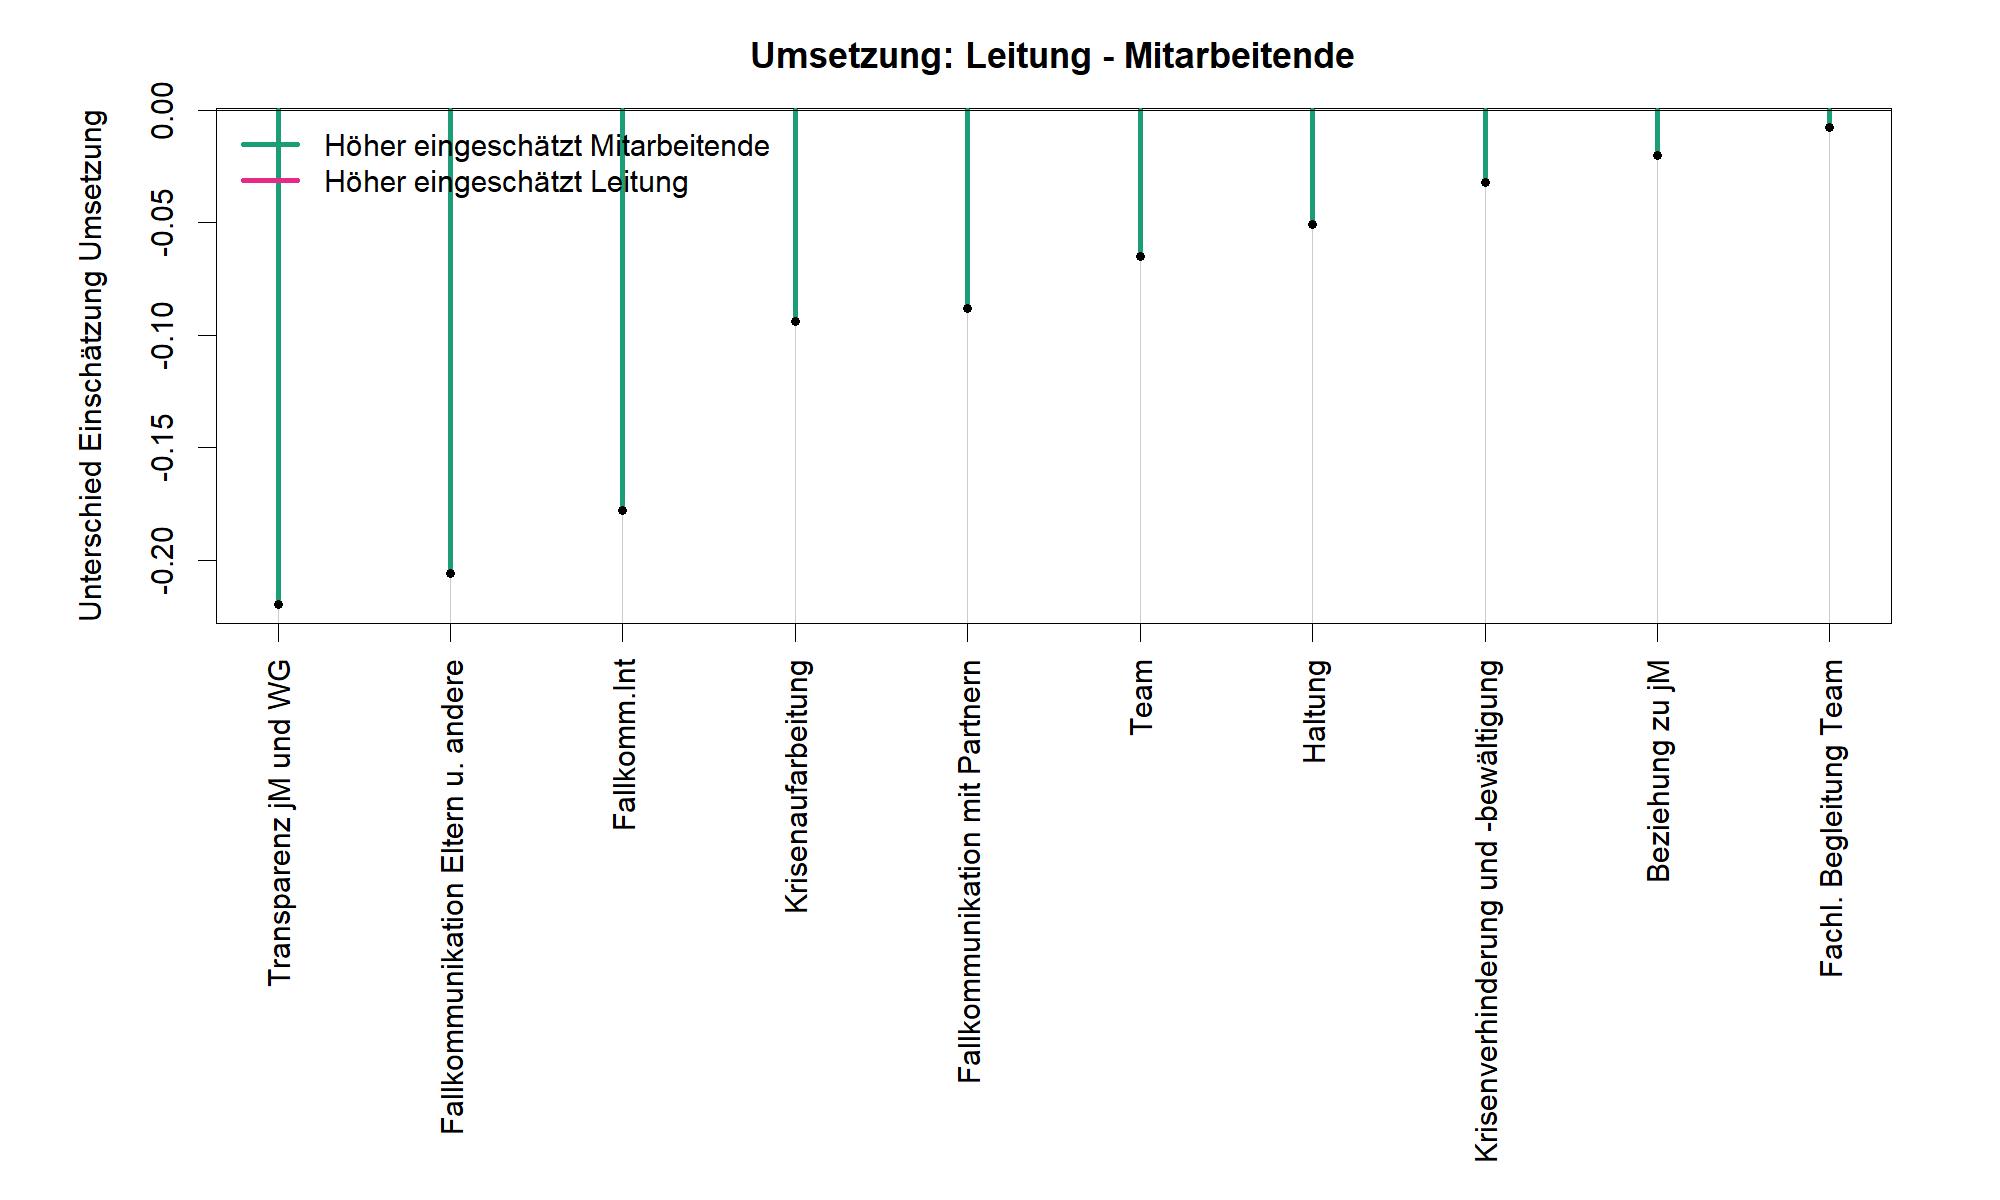 Umsetzung: Leitung - Mitarbeitende
Unterschied Einschätzung Umsetzung
0.00
-0.05
-0.10
-0.15
-0.20
Höher eingeschätzt Mitarbeitende
Höher eingeschätzt Leitung
Transparenz jM und WG
Fallkommunikation Eltern u. andere
Fallkomm.Int
Krisenaufarbeitung
Fallkommunikation mit Partnern
Team
Haltung
Krisenverhinderung und -bewältigung
Beziehung zu jM
Fachl. Begleitung Team